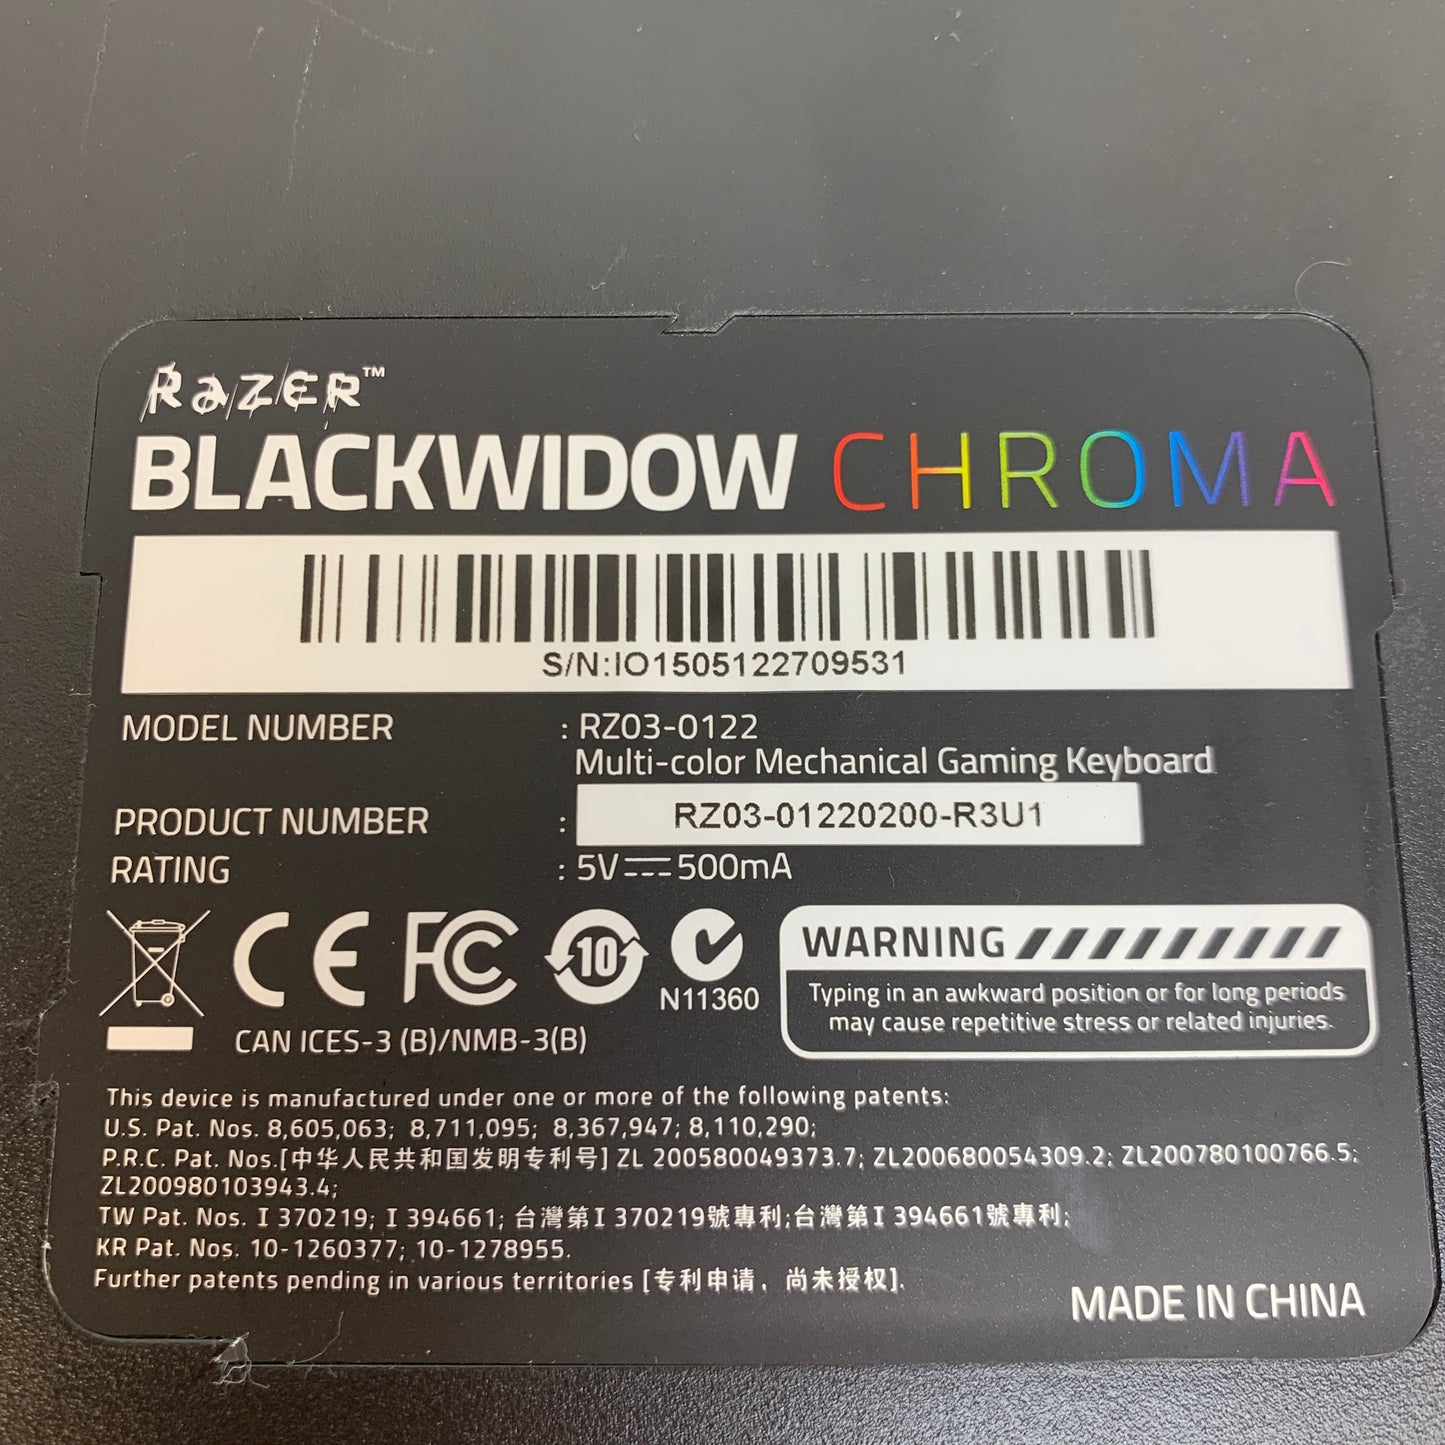 RAZER™
BLACKWIDOW CHROMA
S/N:IO1505122709531
MODEL NUMBER : RZ03-0122
Multi-color Mechanical Gaming Keyboard
PRODUCT NUMBER : RZ03-01220200-R3U1
RATING : 5V⎓500mA
CE FC 10 N11360
CAN ICES-3 (B)/NMB-3(B)
WARNING
Typing in an awkward position or for long periods
may cause repetitive stress or related injuries.
This device is manufactured under one or more of the following patents:
U.S. Pat. Nos. 8,605,063; 8,711,095; 8,367,947; 8,110,290;
P.R.C. Pat. Nos.[中华人民共和国发明专利号] ZL 200580049373.7; ZL200680054309.2; ZL200780100766.5;
ZL200980103943.4;
TW Pat. Nos. I 370219; I 394661; 台灣第I 370219號專利;台灣第I 394661號專利;
KR Pat. Nos. 10-1260377; 10-1278955.
Further patents pending in various territories [专利申请，尚未授权].
MADE IN CHINA